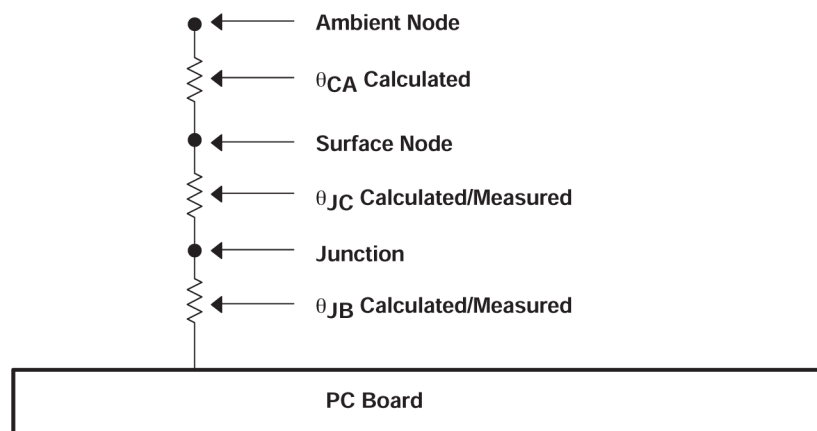 Ambient Node
θCA Calculated
Surface Node
θJC Calculated/Measured
Junction
θJB Calculated/Measured
PC Board